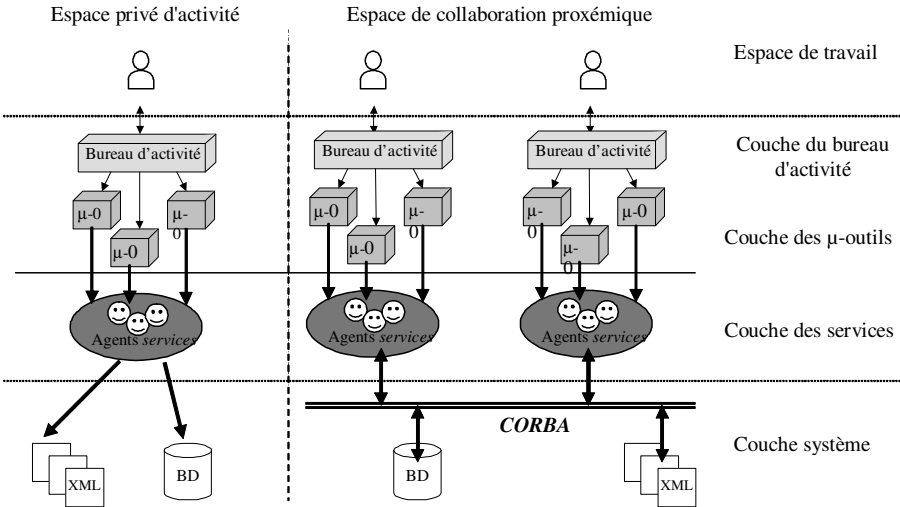 Espace privé d'activité
Espace de collaboration proxémique
Espace de travail
Bureau d'activité
Bureau d'activité
Bureau d'activité
Couche du bureau
d'activité
µ-0
µ-0
µ-
0
µ-0
µ-0
µ-
0
µ-
0
µ-
0
µ-0
Couche des µ-outils
Agents services
Agents services
Agents services
Couche des services
CORBA
XML
BD
BD
XML
Couche système